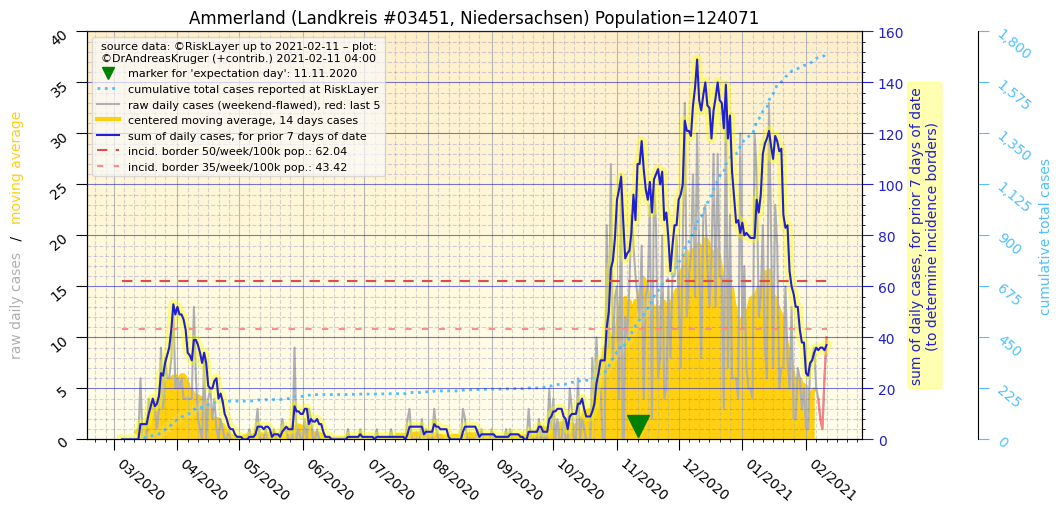 Ammerland (Landkreis #03451, Niedersachsen) Population=124071
source data: ©RiskLayer up to 2021-02-11 – plot:
©DrAndreasKruger (+contrib.) 2021-02-11 04:00
marker for 'expectation day': 11.11.2020
cumulative total cases reported at RiskLayer
raw daily cases (weekend-flawed), red: last 5
centered moving average, 14 days cases
sum of daily cases, for prior 7 days of date
incid. border 50/week/100k pop.: 62.04
incid. border 35/week/100k pop.: 43.42
raw daily cases / moving average
40
35
30
25
20
15
10
5
0
03/2020
04/2020
05/2020
06/2020
07/2020
08/2020
09/2020
10/2020
11/2020
12/2020
01/2021
02/2021
160
140
120
100
80
60
40
20
0
sum of daily cases, for prior 7 days of date
(to determine incidence borders)
1,800
1,575
1,350
1,125
900
675
450
225
0
cumulative total cases